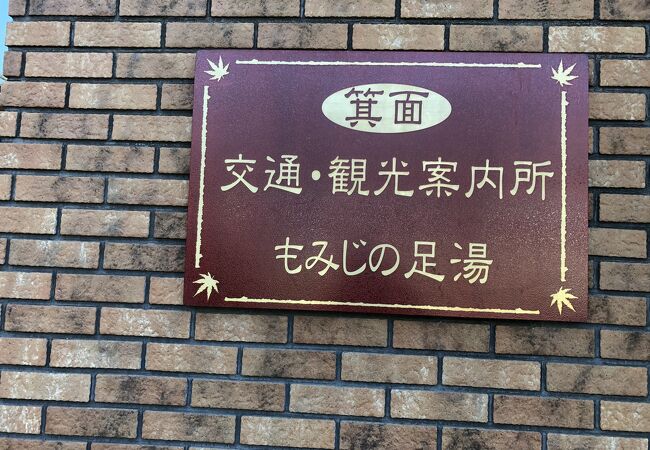 箕面
交通・観光案内所
もみじの足湯